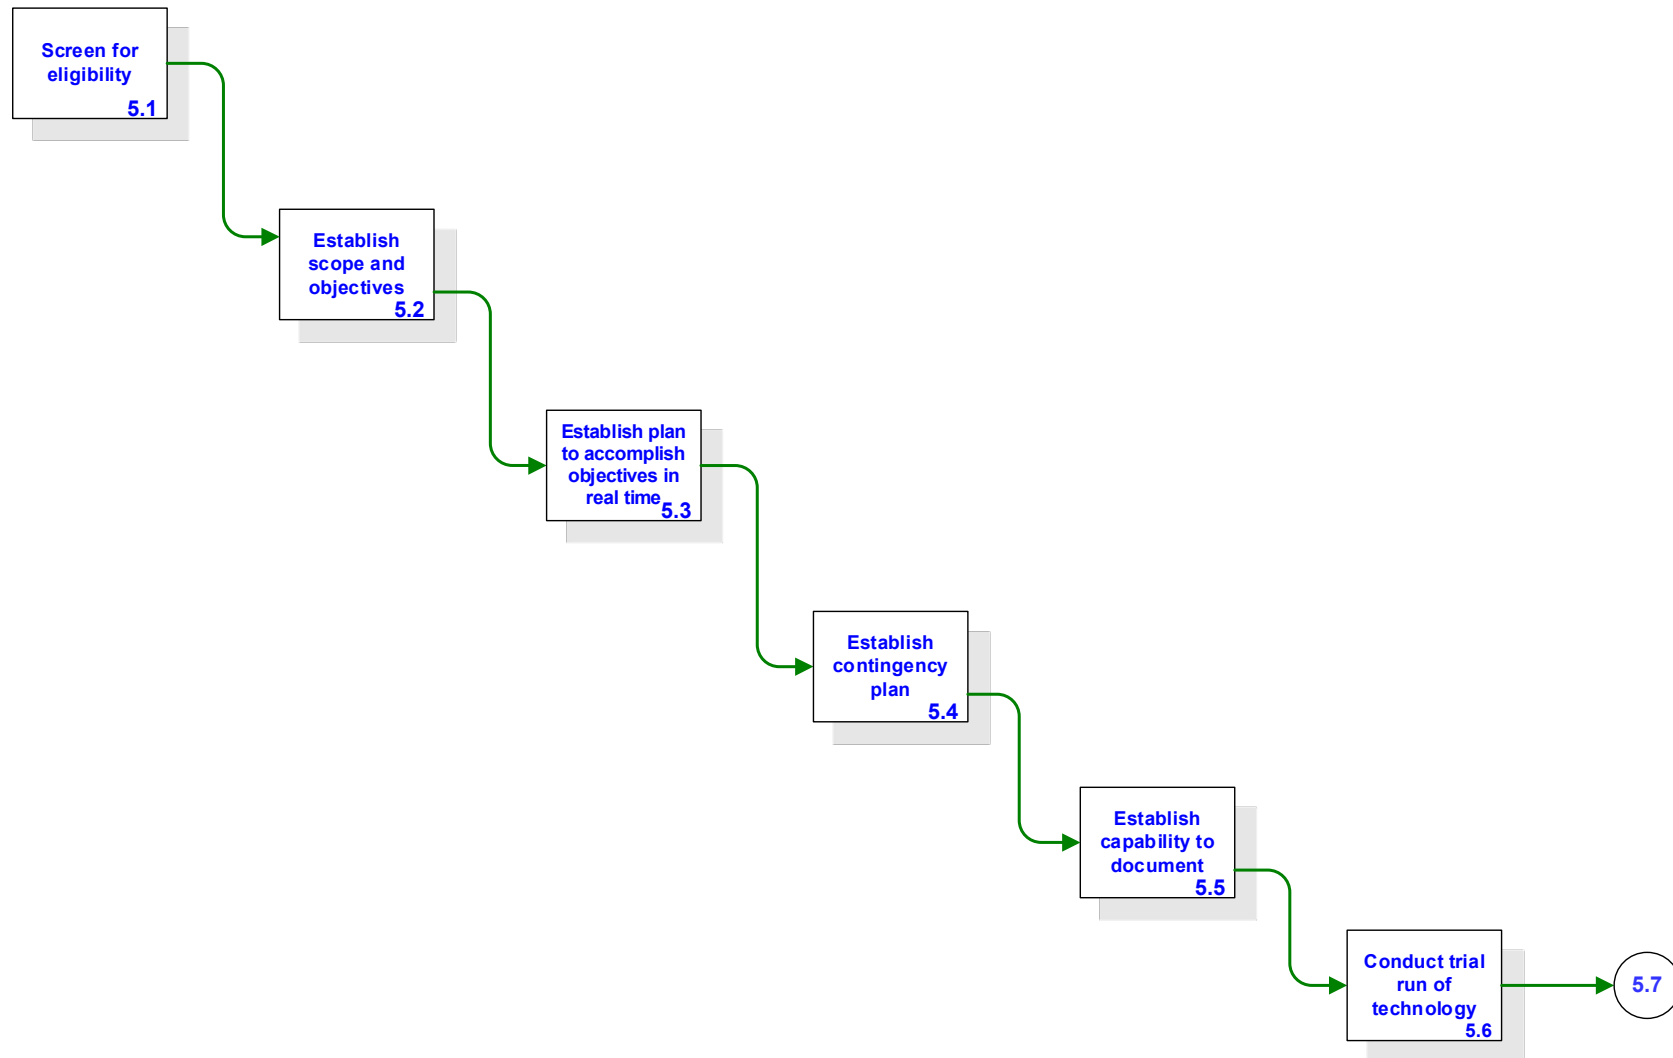 Screen for
eligibility
5.1
Establish
scope and
objectives
5.2
Establish plan
to accomplish
objectives in
real time
5.3
Establish
contingency
plan
5.4
Establish
capability to
document
5.5
Conduct trial
run of
technology
5.6
5.7